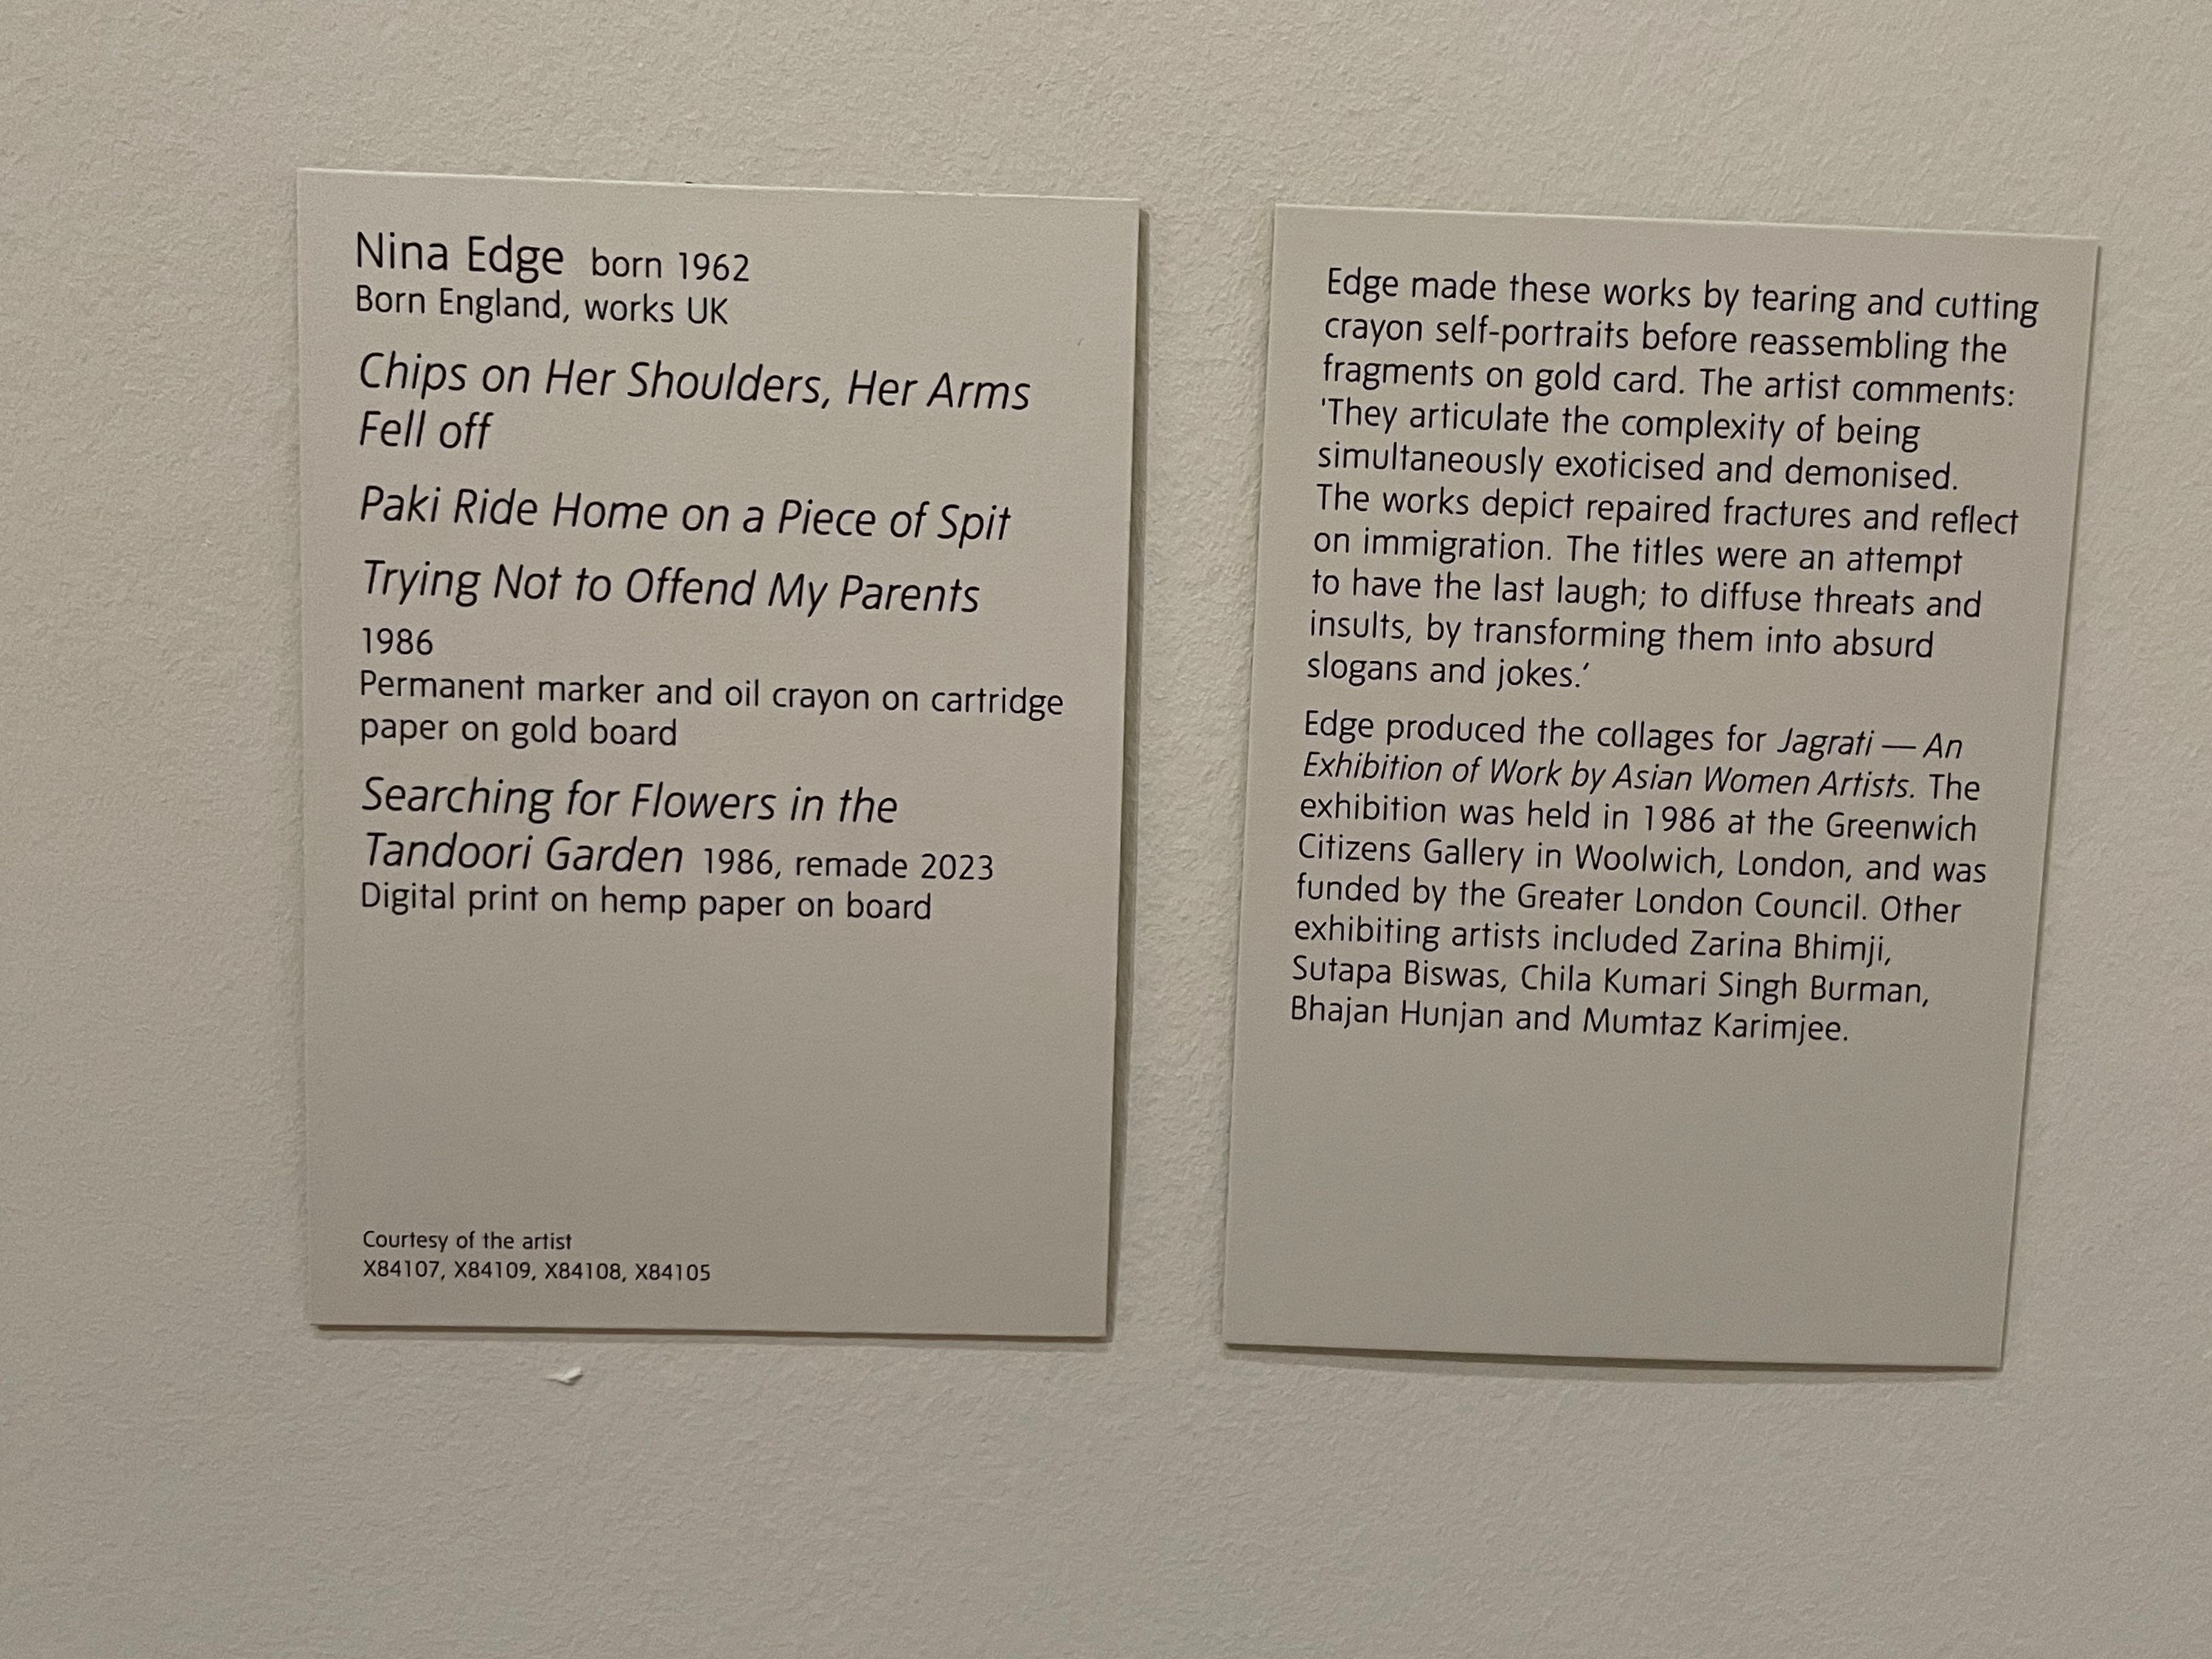 Nina Edge born 1962
Born England, works UK
Chips on Her Shoulders, Her Arms
Fell off
Paki Ride Home on a Piece of Spit
Trying Not to Offend My Parents
1986
Permanent marker and oil crayon on cartridge
paper on gold board
Searching for Flowers in the
Tandoori Garden 1986, remade 2023
Digital print on hemp paper on board
Courtesy of the artist
X84107, X84109, X84108, X84105
Edge made these works by tearing and cutting
crayon self-portraits before reassembling the
fragments on gold card. The artist comments:
'They articulate the complexity of being
simultaneously exoticised and demonised.
The works depict repaired fractures and reflect
on immigration. The titles were an attempt
to have the last laugh; to diffuse threats and
insults, by transforming them into absurd
slogans and jokes.'
Edge produced the collages for Jagrati — An
Exhibition of Work by Asian Women Artists. The
exhibition was held in 1986 at the Greenwich
Citizens Gallery in Woolwich, London, and was
funded by the Greater London Council. Other
exhibiting artists included Zarina Bhimji,
Sutapa Biswas, Chila Kumari Singh Burman,
Bhajan Hunjan and Mumtaz Karimjee.